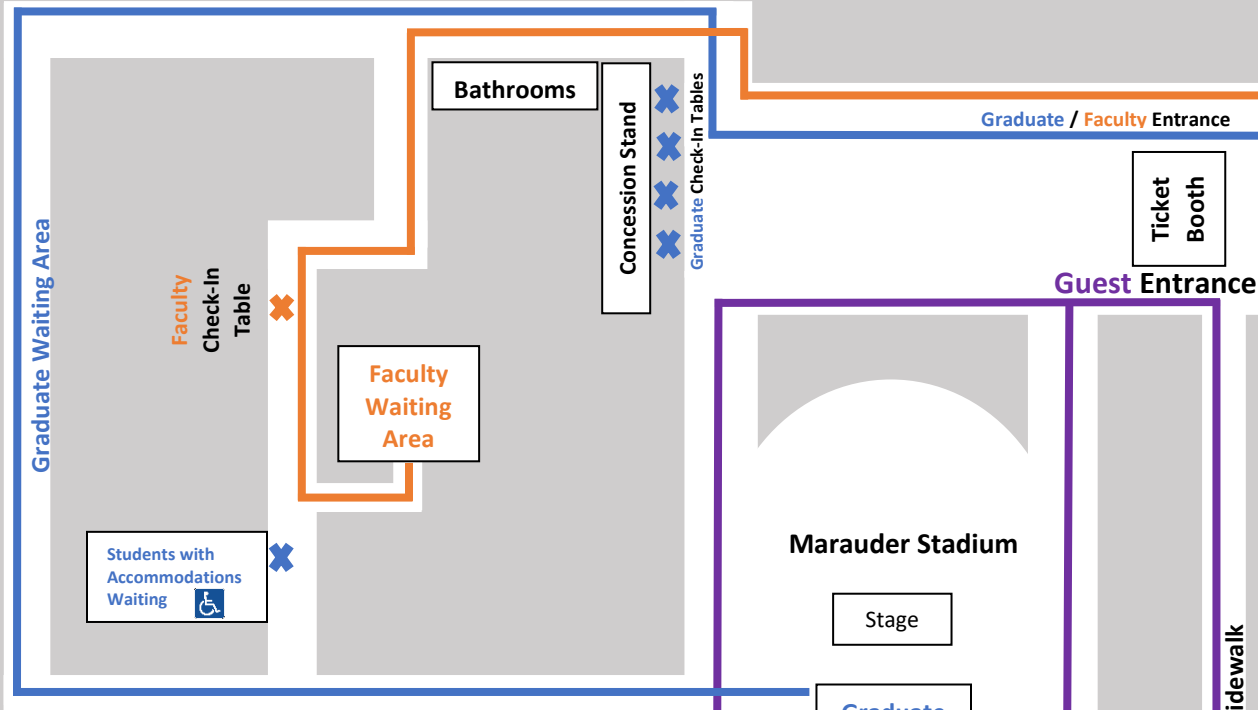 Bathrooms
Concession Stand
Graduate Check-In Tables
Graduate / Faculty Entrance
Ticket
Booth
Guest Entrance
Graduate Waiting Area
Faculty
Check-In
Table
Faculty
Waiting
Area
Students with
Accommodations
Waiting
Marauder Stadium
Stage
Graduate
idewalk